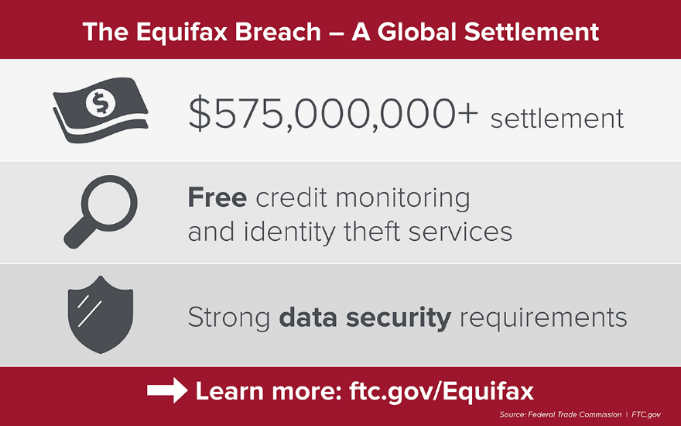 The Equifax Breach – A Global Settlement
$
$575,000,000+ settlement
Free credit monitoring
and identity theft services
Strong data security requirements
Learn more: ftc.gov/Equifax
Source: Federal Trade Commission | FTC.gov